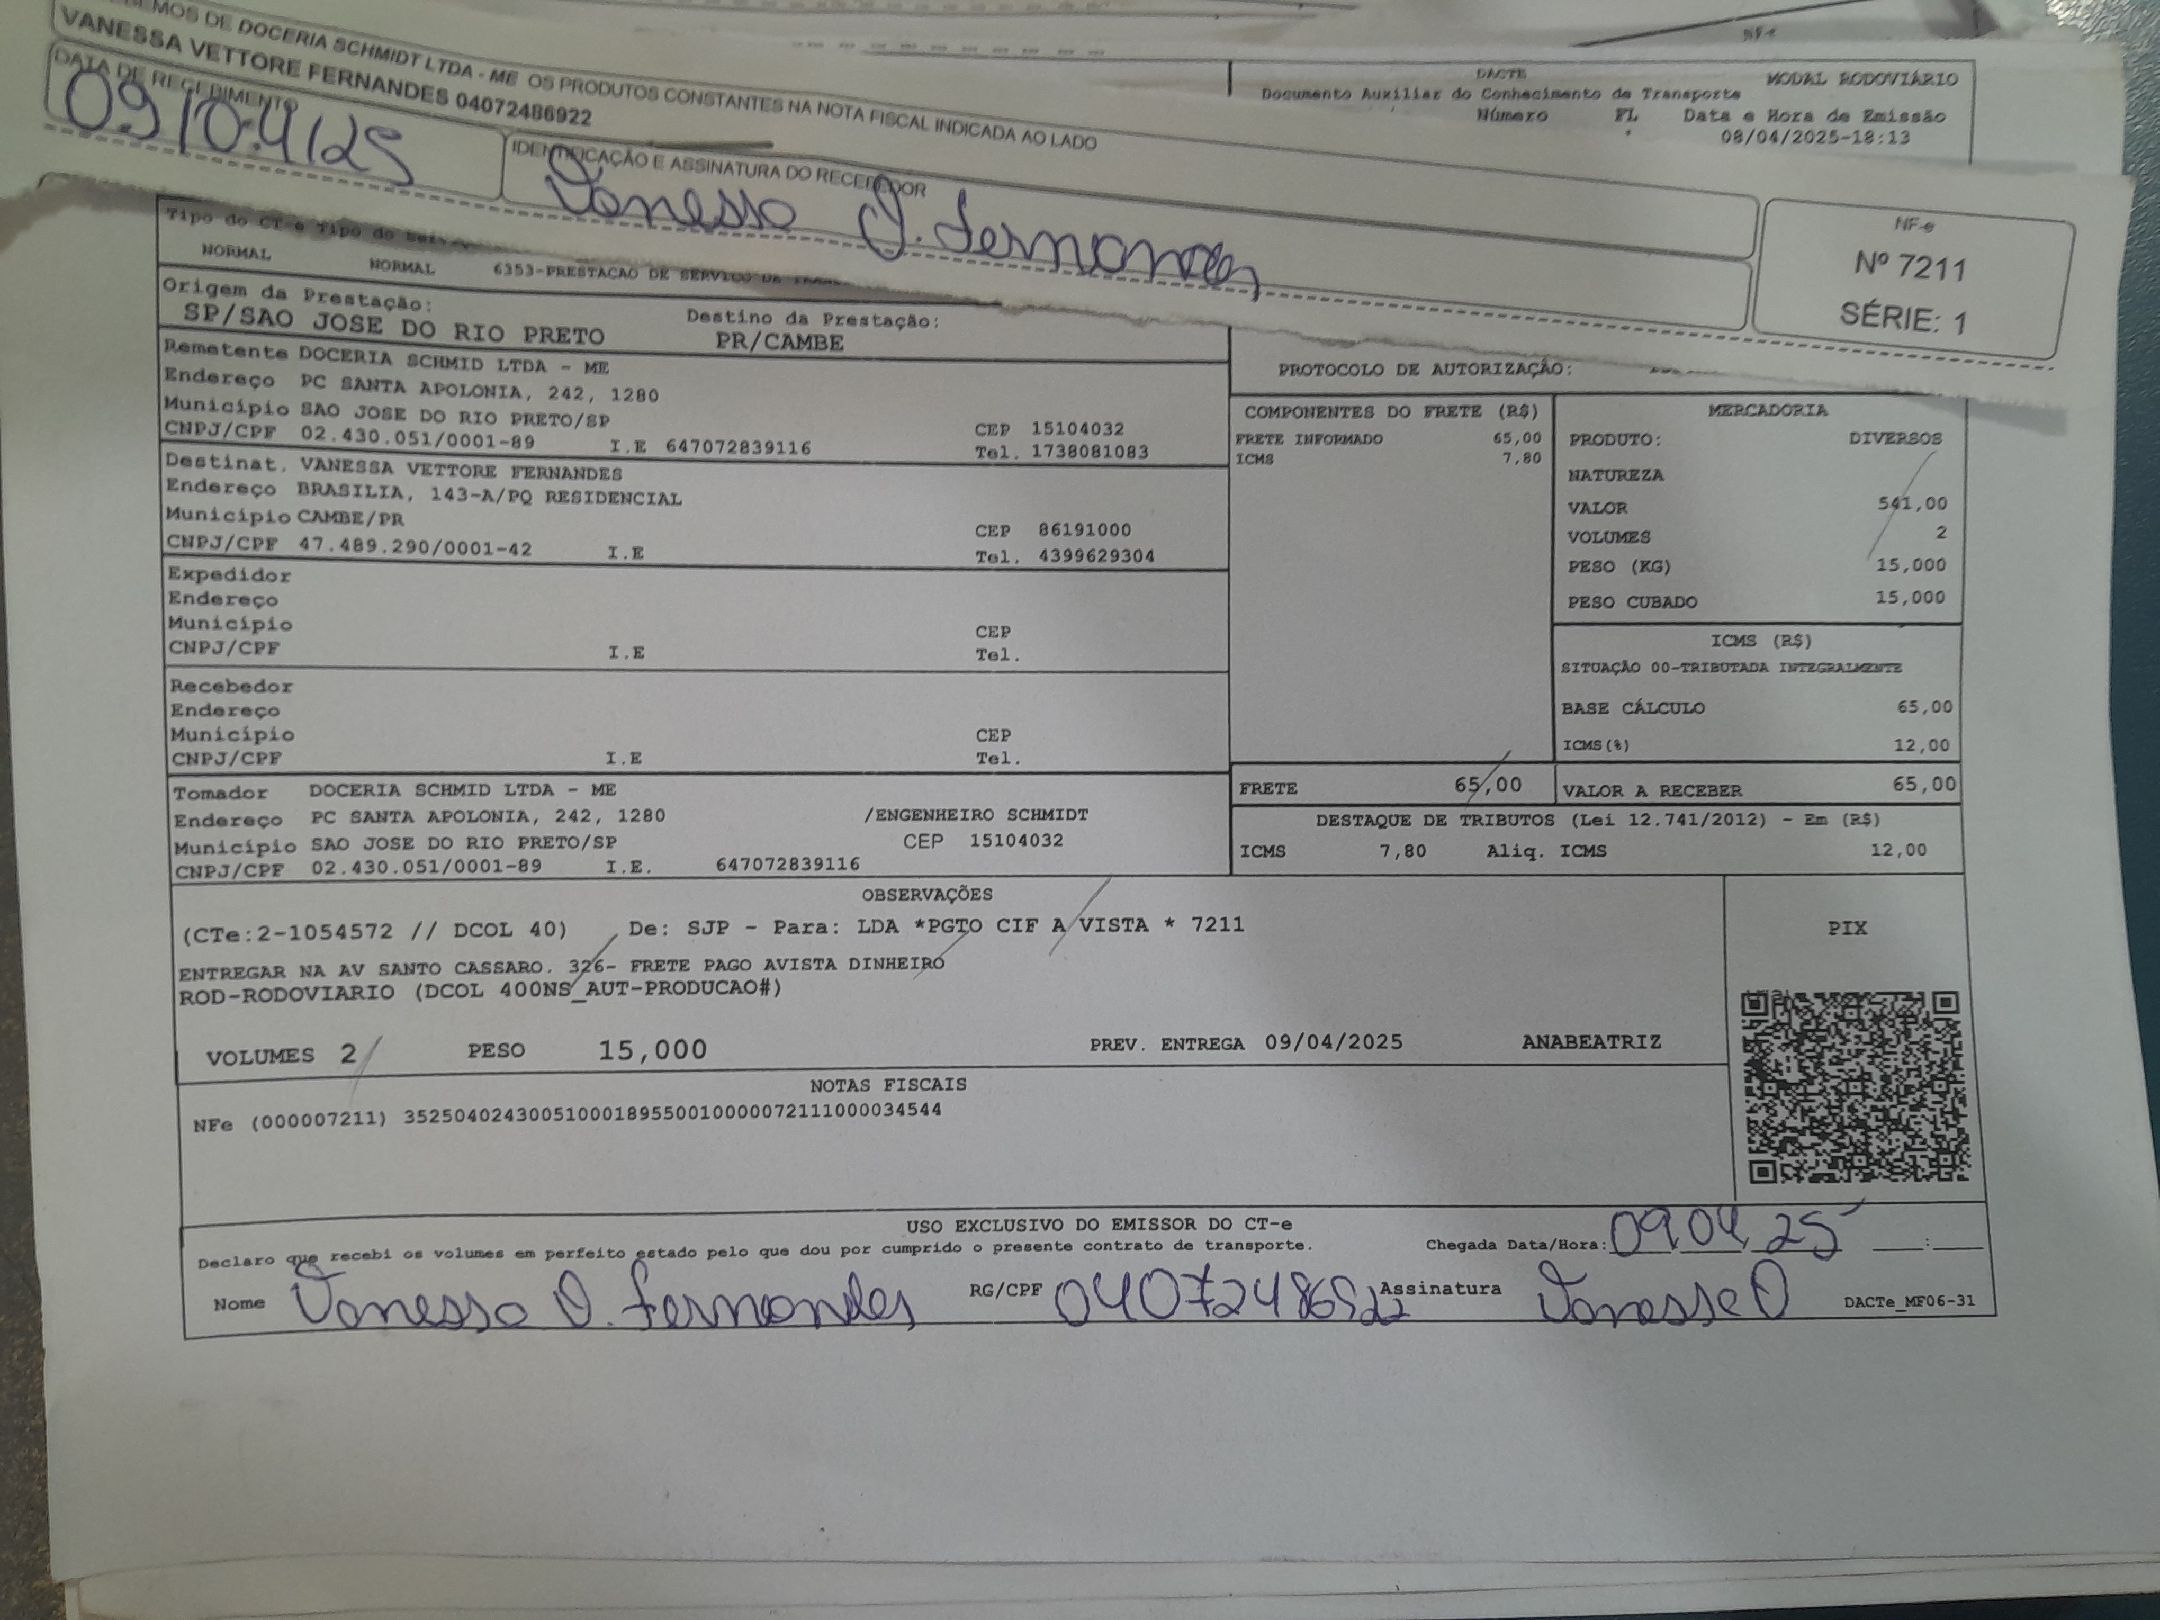 MOS DE DOCERIA SCHMIDT LTDA - ME OS PRODUTOS CONSTANTES NA NOTA FISCAL INDICADA AO LADO
VANESSA VETTORE FERNANDES 04072486922
DATA DE RECEBIMENTO
09/04/25
IDENTIFICAÇÃO E ASSINATURA DO RECEBEDOR
Vanessa V. Fernandes
NF-e
Nº 7211
SÉRIE: 1
NF-e
DACTE
MODAL RODOVIÁRIO
Documento Auxiliar do Conhecimento de Transporte
Número FL Data e Hora de Emissão
08/04/2025-18:13
Tipo do CT-e Tipo do
NORMAL NORMAL 6353-PRESTACAO DE SERVICO DE
Origem da Prestação: Destino da Prestação:
SP/SAO JOSE DO RIO PRETO PR/CAMBE
PROTOCOLO DE AUTORIZAÇÃO:
Remetente DOCERIA SCHMID LTDA - ME
Endereço PC SANTA APOLONIA, 242, 1280
Município SAO JOSE DO RIO PRETO/SP CEP 15104032
CNPJ/CPF 02.430.051/0001-89 I.E 647072839116 Tel. 1738081083
Destinat. VANESSA VETTORE FERNANDES
Endereço BRASILIA, 143-A/PQ RESIDENCIAL
Município CAMBE/PR CEP 86191000
CNPJ/CPF 47.489.290/0001-42 I.E Tel. 4399629304
Expedidor
Endereço
Município CEP
CNPJ/CPF I.E Tel.
Recebedor
Endereço
Município CEP
CNPJ/CPF I.E Tel.
Tomador DOCERIA SCHMID LTDA - ME
Endereço PC SANTA APOLONIA, 242, 1280 /ENGENHEIRO SCHMIDT
Município SAO JOSE DO RIO PRETO/SP CEP 15104032
CNPJ/CPF 02.430.051/0001-89 I.E. 647072839116
COMPONENTES DO FRETE (R$)
FRETE INFORMADO 65,00
ICMS 7,80
MERCADORIA
PRODUTO: DIVERSOS
NATUREZA
VALOR 541,00
VOLUMES 2
PESO (KG) 15,000
PESO CUBADO 15,000
ICMS (R$)
SITUAÇÃO 00-TRIBUTADA INTEGRALMENTE
BASE CÁLCULO 65,00
ICMS(%) 12,00
FRETE 65,00 VALOR A RECEBER 65,00
DESTAQUE DE TRIBUTOS (Lei 12.741/2012) - Em (R$)
ICMS 7,80 Aliq. ICMS 12,00
OBSERVAÇÕES
(CTe:2-1054572 // DCOL 40) De: SJP - Para: LDA *PGTO CIF A VISTA * 7211
ENTREGAR NA AV SANTO CASSARO. 326- FRETE PAGO AVISTA DINHEIRO
ROD-RODOVIARIO (DCOL 400NS_AUT-PRODUCAO#)
VOLUMES 2 PESO 15,000 PREV. ENTREGA 09/04/2025 ANABEATRIZ
PIX
NOTAS FISCAIS
NFe (000007211) 35250402430051000189550010000072111000034544
USO EXCLUSIVO DO EMISSOR DO CT-e
Declaro que recebi os volumes em perfeito estado pelo que dou por cumprido o presente contrato de transporte. Chegada Data/Hora: 09 04 25 :
Nome Vanessa V. Fernandes RG/CPF 04072486922 Assinatura Vanessa V DACTe_MF06-31